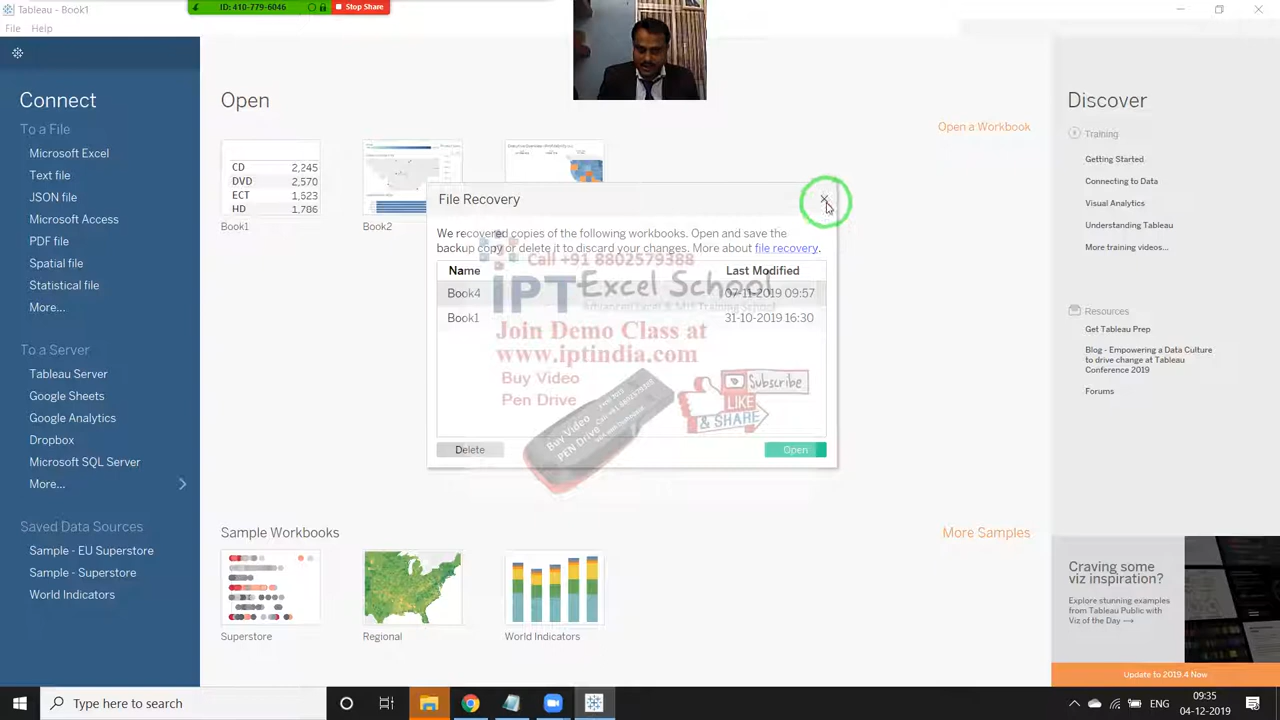 Tableau - Book1
ID: 410-779-6046
Stop Share
File
Help
Connect
To a File
Microsoft Excel
Text file
JSON file
Microsoft Access
PDF file
Spatial file
Statistical file
More...
To a Server
Tableau Server
Google Sheets
Google Analytics
Dropbox
Microsoft SQL Server
More...
Saved Data Sources
Sample - EU Superstore
Sample - Superstore
World Indicators
Open
Open a Workbook
CD 2,245
DVD 2,570
ECT 1,523
HD 1,786
Book1
Book2
File Recovery
We recovered copies of the following workbooks. Open and save the
backup copy or delete it to discard your changes. More about file recovery.
Name
Last Modified
Book4
07-11-2019 09:57
Book1
31-10-2019 16:30
Delete
Open
Call +91 8802579388
IPT Excel School
Advanced Excel & MIS Training School
Join Demo Class at
www.iptindia.com
Buy Video
Pen Drive
Buy Video
PEN Drive
Subscribe
LIKE
& SHARE
Sample Workbooks
More Samples
Superstore
Regional
World Indicators
Discover
Training
Getting Started
Connecting to Data
Visual Analytics
Understanding Tableau
More training videos...
Resources
Get Tableau Prep
Blog - Empowering a Data Culture
to drive change at Tableau
Conference 2019
Forums
Craving some
viz inspiration?
Explore stunning examples
from Tableau Public with
Viz of the Day →
Update to 2019.4 Now
Type here to search
ENG
09:35
04-12-2019